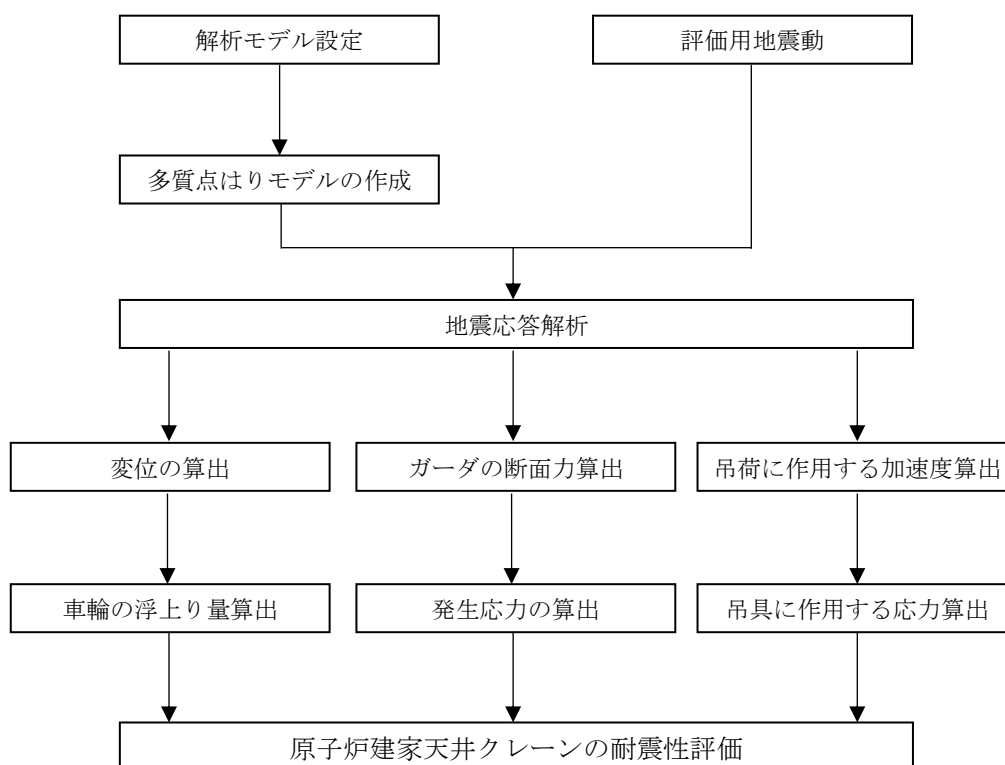 解析モデル設定
評価用地震動
多質点はりモデルの作成
地震応答解析
変位の算出
ガーダの断面力算出
吊荷に作用する加速度算出
車輪の浮上り量算出
発生応力の算出
吊具に作用する応力算出
原子炉建家天井クレーンの耐震性評価